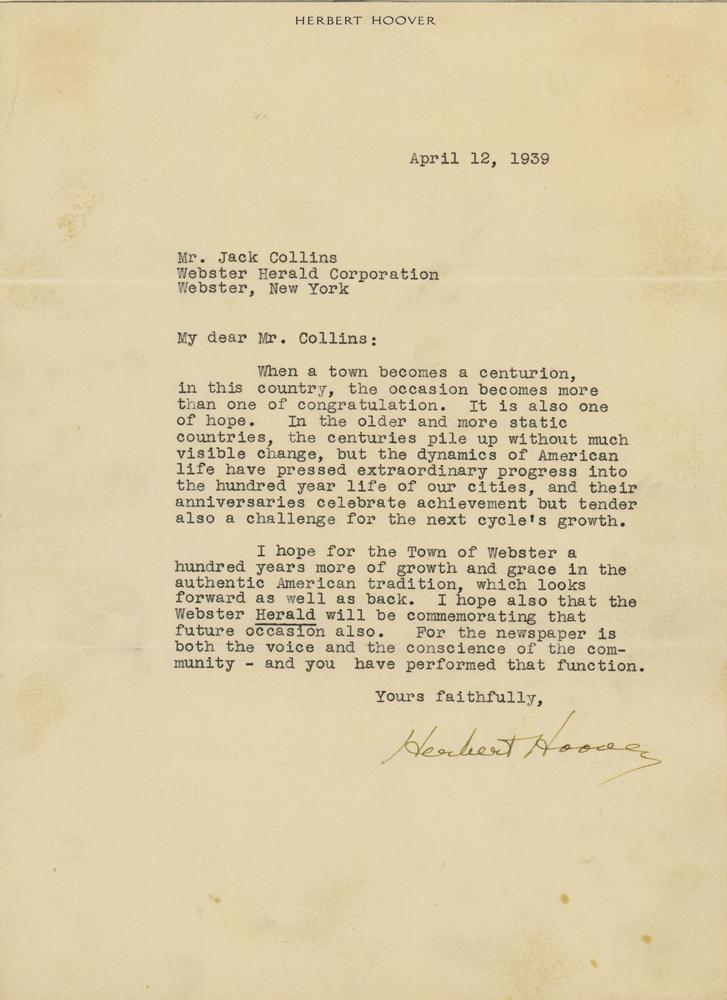 HERBERT HOOVER
April 12, 1939
Mr. Jack Collins
Webster Herald Corporation
Webster, New York
My dear Mr. Collins:
When a town becomes a centurion,
in this country, the occasion becomes more
than one of congratulation. It is also one
of hope. In the older and more static
countries, the centuries pile up without much
visible change, but the dynamics of American
life have pressed extraordinary progress into
the hundred year life of our cities, and their
anniversaries celebrate achievement but tender
also a challenge for the next cycle's growth.
I hope for the Town of Webster a
hundred years more of growth and grace in the
authentic American tradition, which looks
forward as well as back. I hope also that the
Webster Herald will be commemorating that
future occasion also. For the newspaper is
both the voice and the conscience of the com-
munity - and you have performed that function.
Yours faithfully,
Herbert Hoover